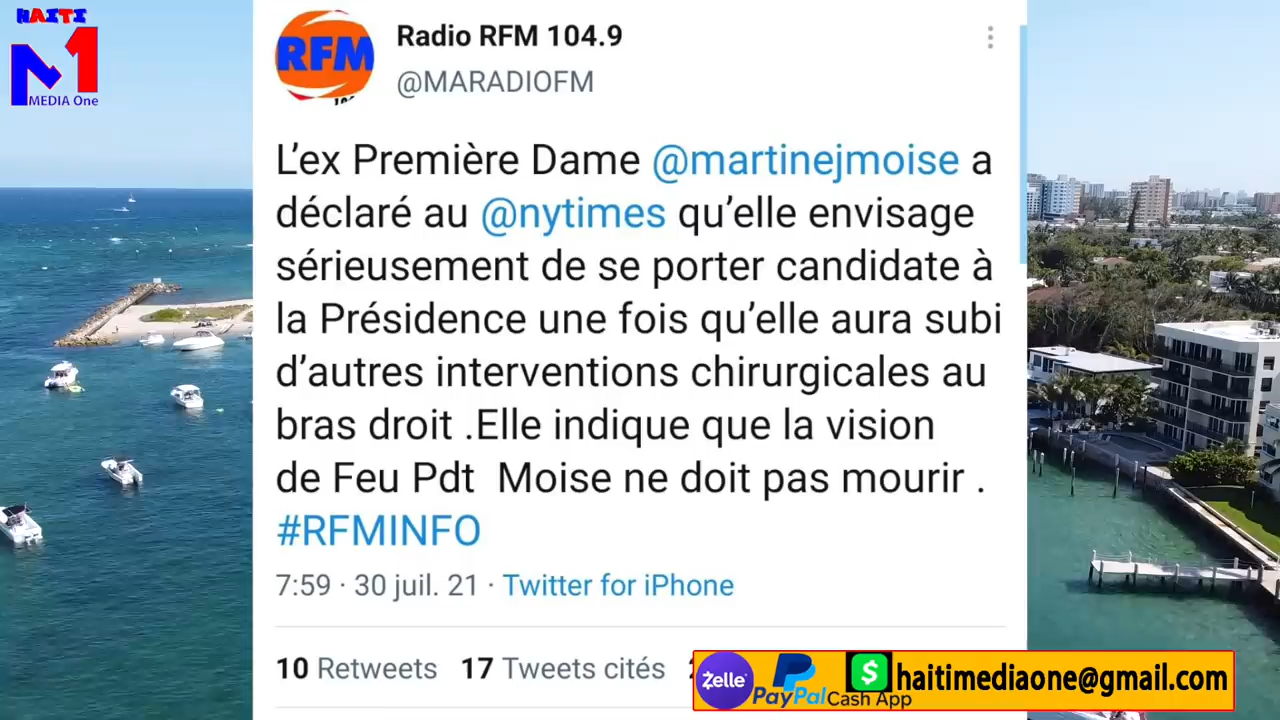 HAITI
M1
MEDIA One
RFM
Radio RFM 104.9
@MARADIOFM
L’ex Première Dame @martinejmoise a
déclaré au @nytimes qu’elle envisage
sérieusement de se porter candidate à
la Présidence une fois qu’elle aura subi
d’autres interventions chirurgicales au
bras droit .Elle indique que la vision
de Feu Pdt  Moise ne doit pas mourir .
#RFMINFO
7:59 · 30 juil. 21 · Twitter for iPhone
10 Retweets 17 Tweets cités
Zelle PayPal $ Cash App haitimediaone@gmail.com